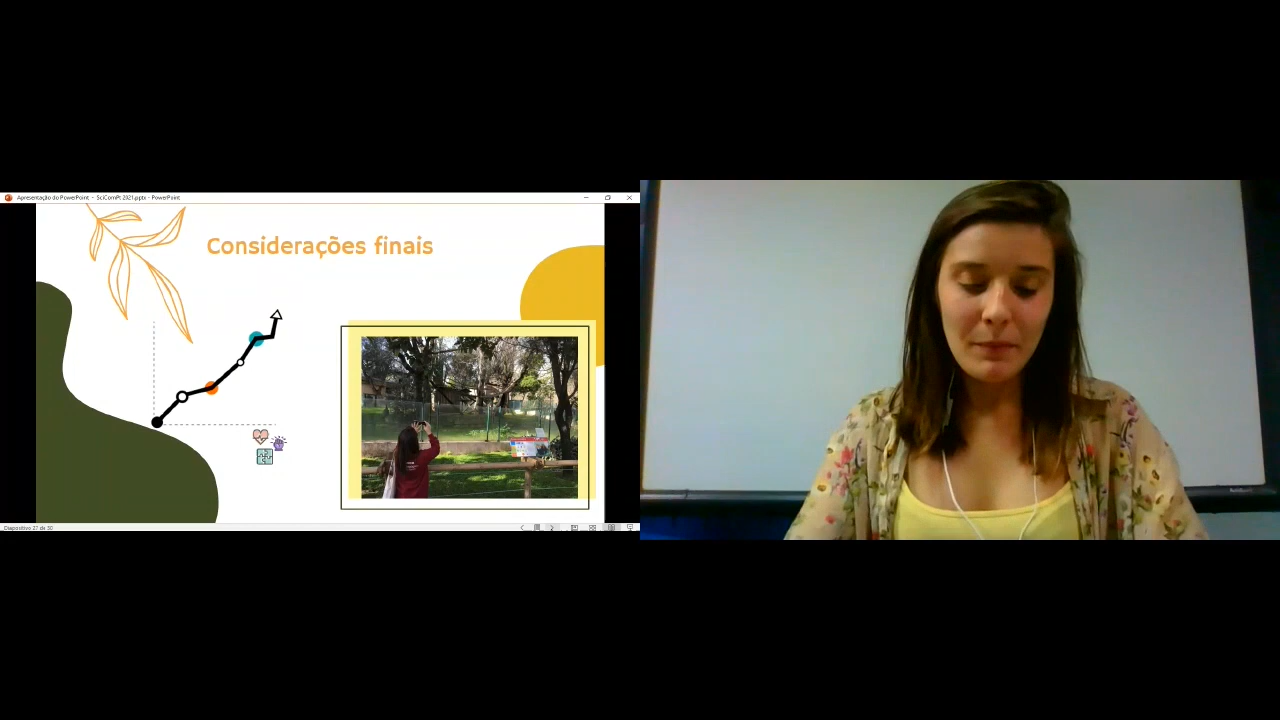 Apresentação do PowerPoint - SciComPt 2021.pptx - PowerPoint
Considerações finais
Diapositivo 27 de 30